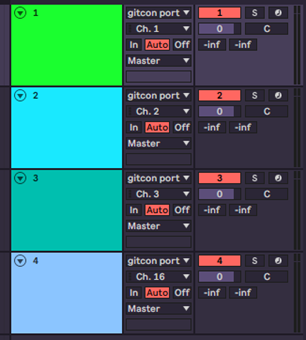 1 gitcon port 1 S
Ch. 1 0 C
In Auto Off -inf -inf
Master
2 gitcon port 2 S
Ch. 2 0 C
In Auto Off -inf -inf
Master
3 gitcon port 3 S
Ch. 3 0 C
In Auto Off -inf -inf
Master
4 gitcon port 4 S
Ch. 16 0 C
In Auto Off -inf -inf
Master